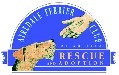 AIREDALE TERRIER CLUB
RESCUE
AND ADOPTION